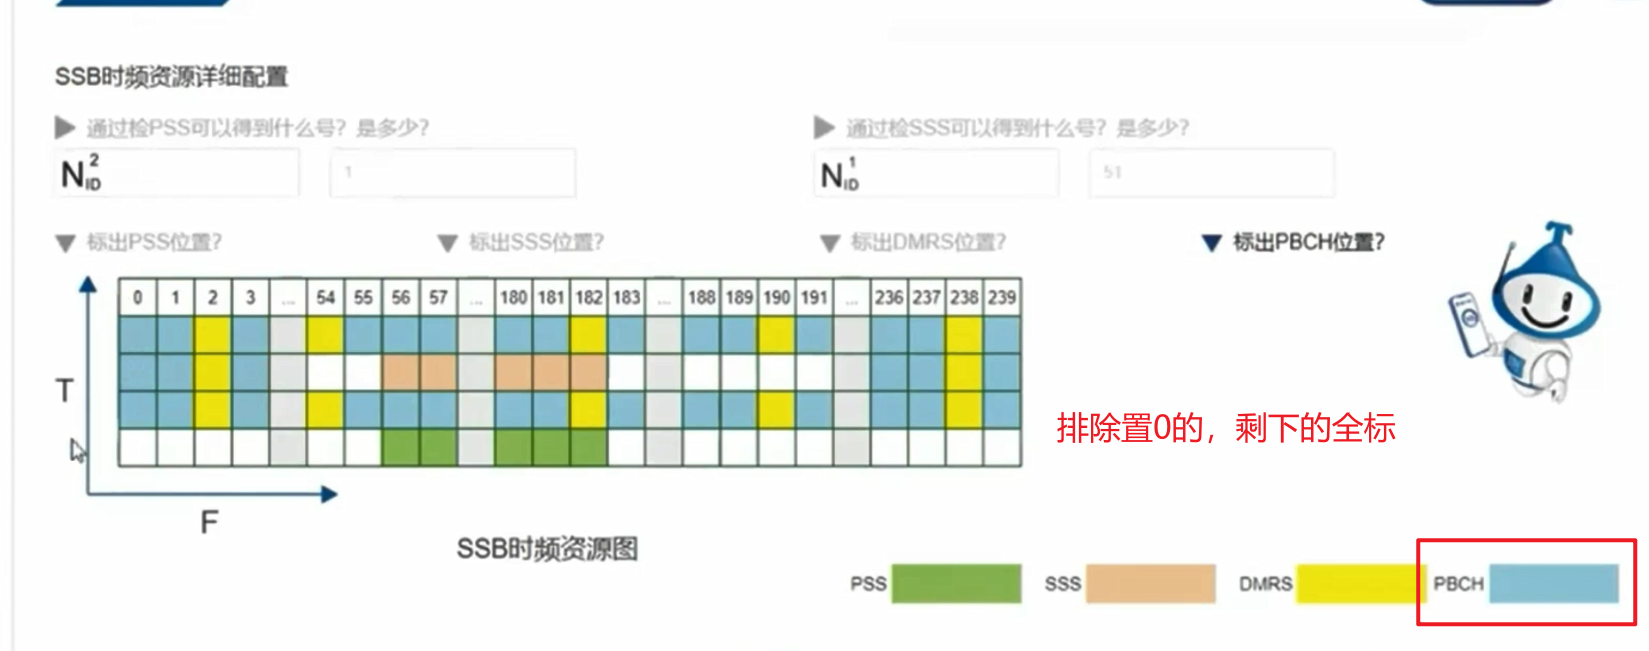 SSB时频资源详细配置
通过检PSS可以得到什么号？是多少？
通过检SSS可以得到什么号？是多少？
N 2 ID
1
N 1 ID
51
标出PSS位置？
标出SSS位置？
标出DMRS位置？
标出PBCH位置？
0 1 2 3 ... 54 55 56 57 ... 180 181 182 183 ... 188 189 190 191 ... 236 237 238 239
T
排除置0的，剩下的全标
F
SSB时频资源图
PSS
SSS
DMRS
PBCH